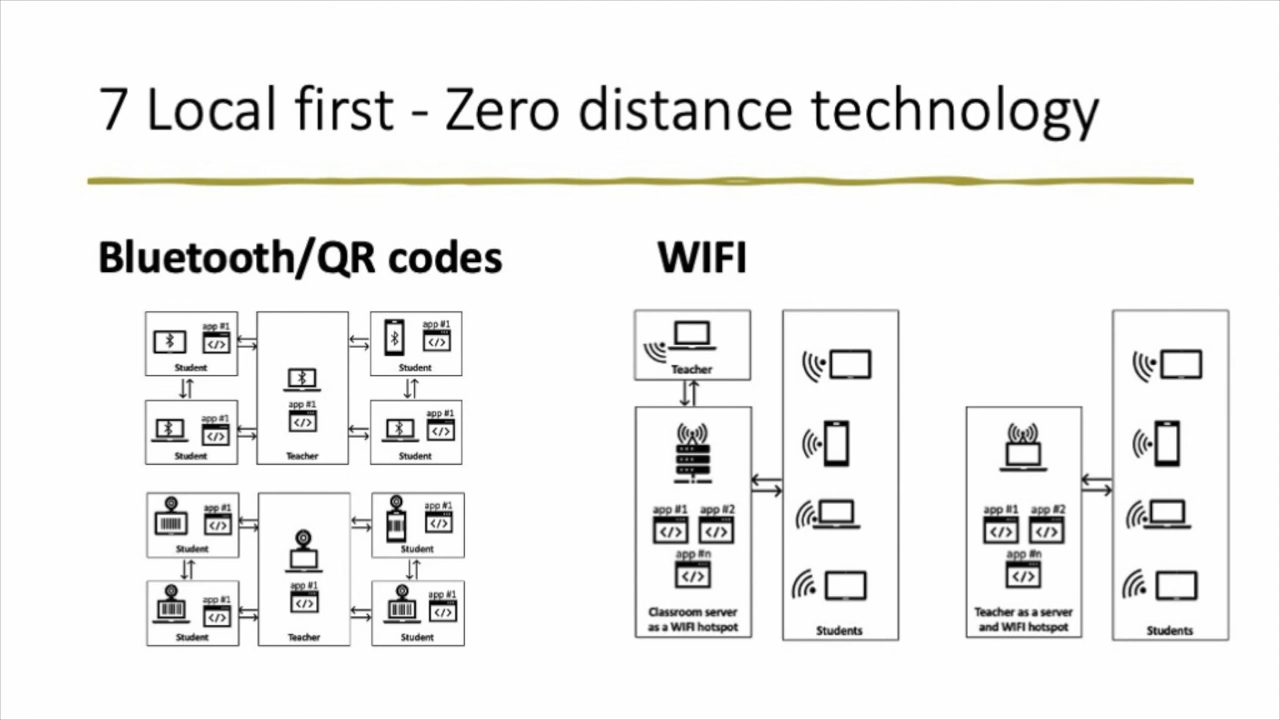 7 Local first - Zero distance technology
Bluetooth/QR codes
app #1
Student
app #1
Student
app #1
Teacher
app #1
Student
app #1
Student
app #1
Student
app #1
Student
app #1
Teacher
app #1
Student
app #1
Student
WIFI
Teacher
app #1 app #2
app #n
Classroom server
as a WIFI hotspot
Students
app #1 app #2
app #n
Teacher as a server
and WIFI hotspot
Students